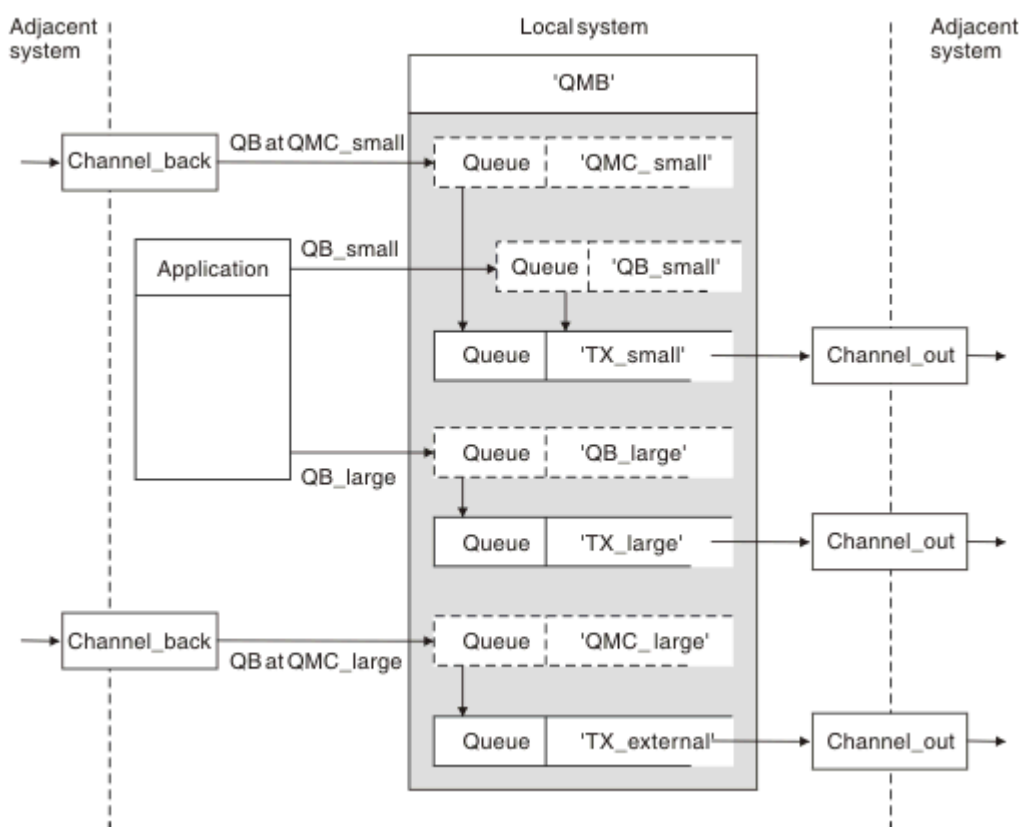 Adjacent
system
Local system
Adjacent
system
'QMB'
Channel_back
QB at QMC_small
Queue
'QMC_small'
Application
QB_small
Queue
'QB_small'
Queue
'TX_small'
Channel_out
QB_large
Queue
'QB_large'
Queue
'TX_large'
Channel_out
Channel_back
QB at QMC_large
Queue
'QMC_large'
Queue
'TX_external'
Channel_out